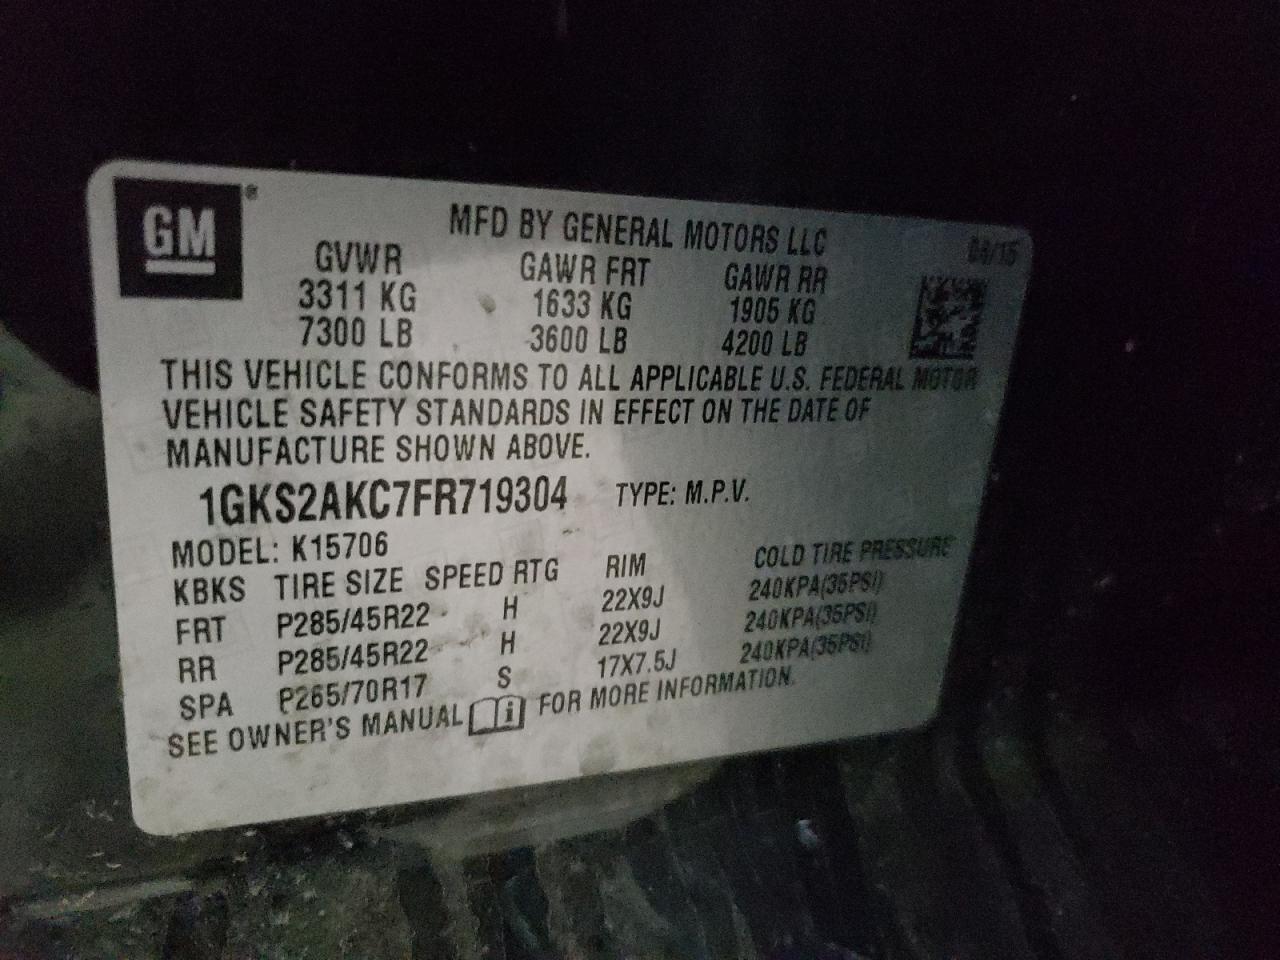 GM ®
MFD BY GENERAL MOTORS LLC
GVWR GAWR FRT GAWR RR
3311 KG 1633 KG 1905 KG
7300 LB 3600 LB 4200 LB
THIS VEHICLE CONFORMS TO ALL APPLICABLE U.S. FEDERAL MOTOR
VEHICLE SAFETY STANDARDS IN EFFECT ON THE DATE OF
MANUFACTURE SHOWN ABOVE.
1GKS2AKC7FR719304 TYPE: M.P.V.
MODEL: K15706
KBKS TIRE SIZE SPEED RTG RIM COLD TIRE PRESSURE
FRT P285/45R22 H 22X9J 240KPA(35PSI)
RR P285/45R22 H 22X9J 240KPA(35PSI)
SPA P265/70R17 S 17X7.5J 240KPA(35PSI)
SEE OWNER'S MANUAL FOR MORE INFORMATION.